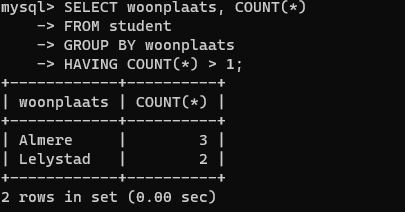 mysql> SELECT woonplaats, COUNT(*)
    -> FROM student
    -> GROUP BY woonplaats
    -> HAVING COUNT(*) > 1;
+------------+----------+
| woonplaats | COUNT(*) |
+------------+----------+
| Almere     |        3 |
| Lelystad   |        2 |
+------------+----------+
2 rows in set (0.00 sec)